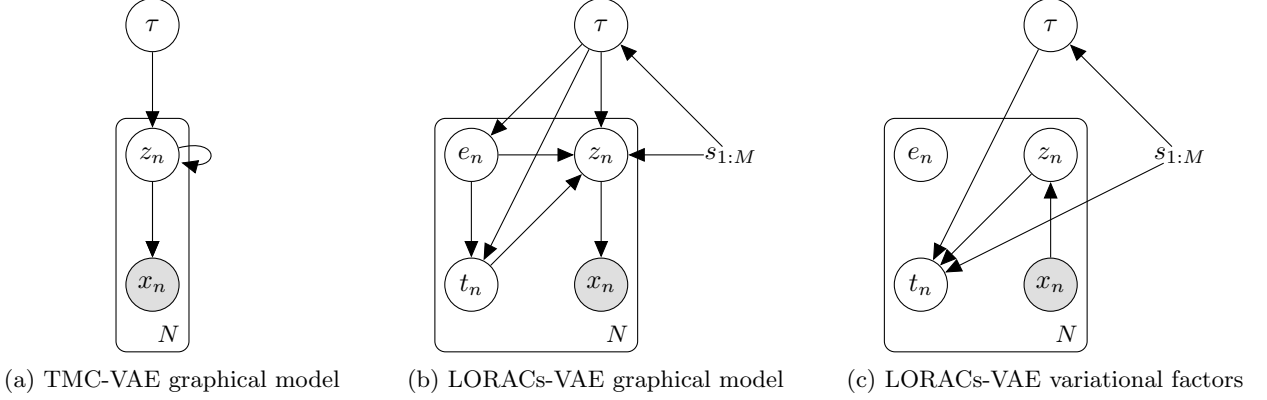 τ
z_n
x_n
N
(a) TMC-VAE graphical model
τ
e_n
z_n
s_{1:M}
t_n
x_n
N
(b) LORACs-VAE graphical model
τ
e_n
z_n
s_{1:M}
t_n
x_n
N
(c) LORACs-VAE variational factors